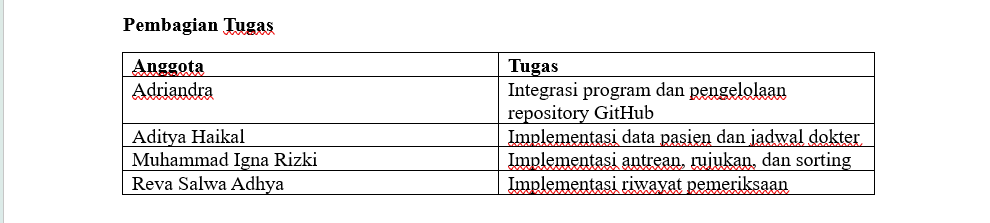 Pembagian Tugas
Anggota Tugas
Adriandra Integrasi program dan pengelolaan
repository GitHub
Aditya Haikal Implementasi data pasien dan jadwal dokter
Muhammad Igna Rizki Implementasi antrean, rujukan, dan sorting
Reva Salwa Adhya Implementasi riwayat pemeriksaan